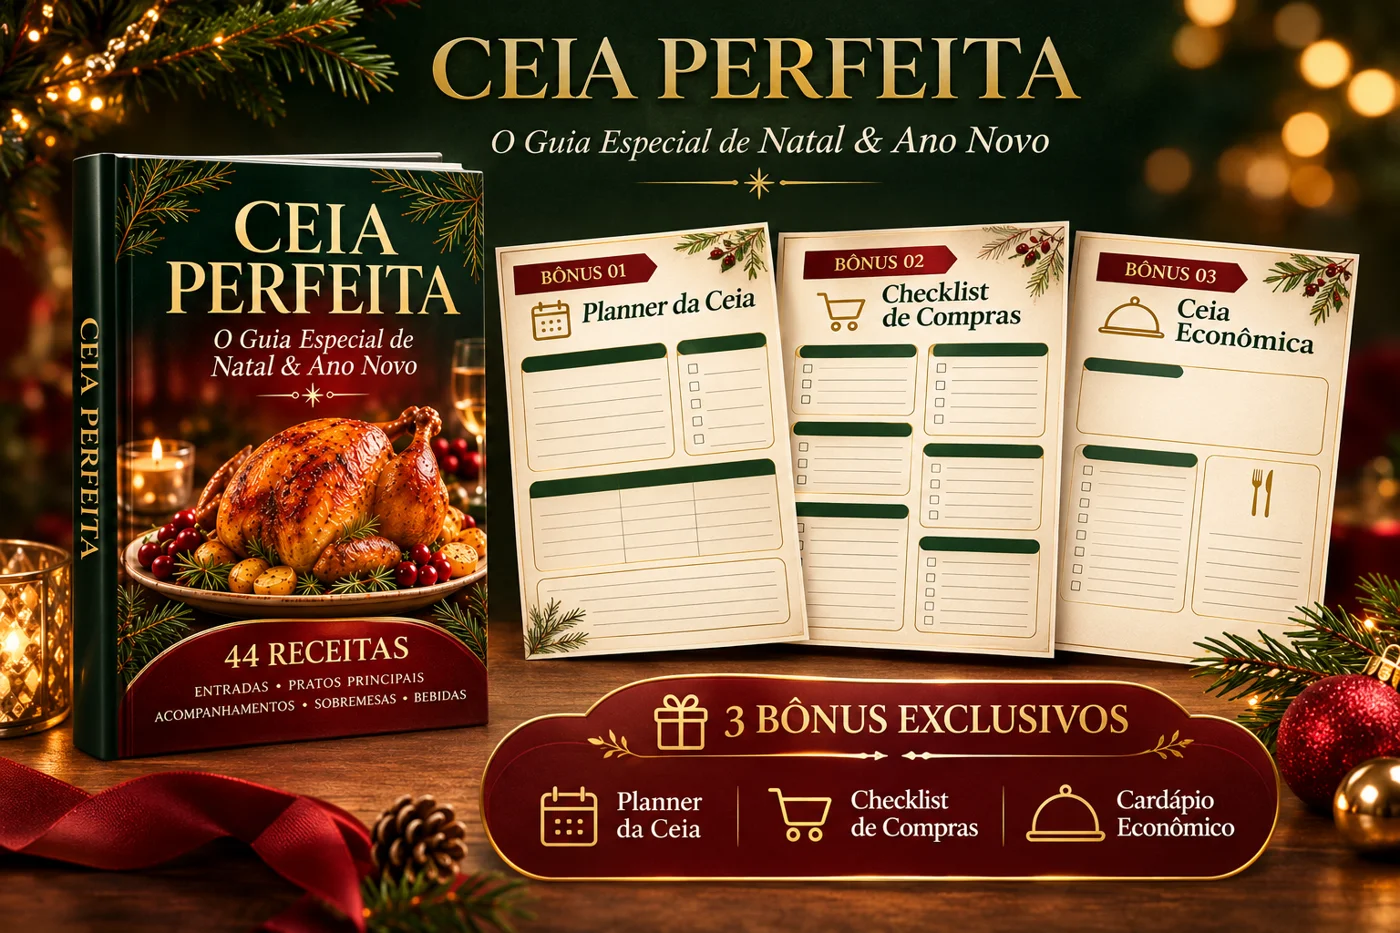 CEIA PERFEITA
O Guia Especial de Natal & Ano Novo
CEIA PERFEITA
CEIA
PERFEITA
O Guia Especial de
Natal & Ano Novo
44 RECEITAS
ENTRADAS • PRATOS PRINCIPAIS
ACOMPANHAMENTOS • SOBREMESAS • BEBIDAS
BÔNUS 01
Planner da Ceia
BÔNUS 02
Checklist
de Compras
BÔNUS 03
Ceia
Econômica
3 BÔNUS EXCLUSIVOS
Planner
da Ceia
Checklist
de Compras
Cardápio
Econômico